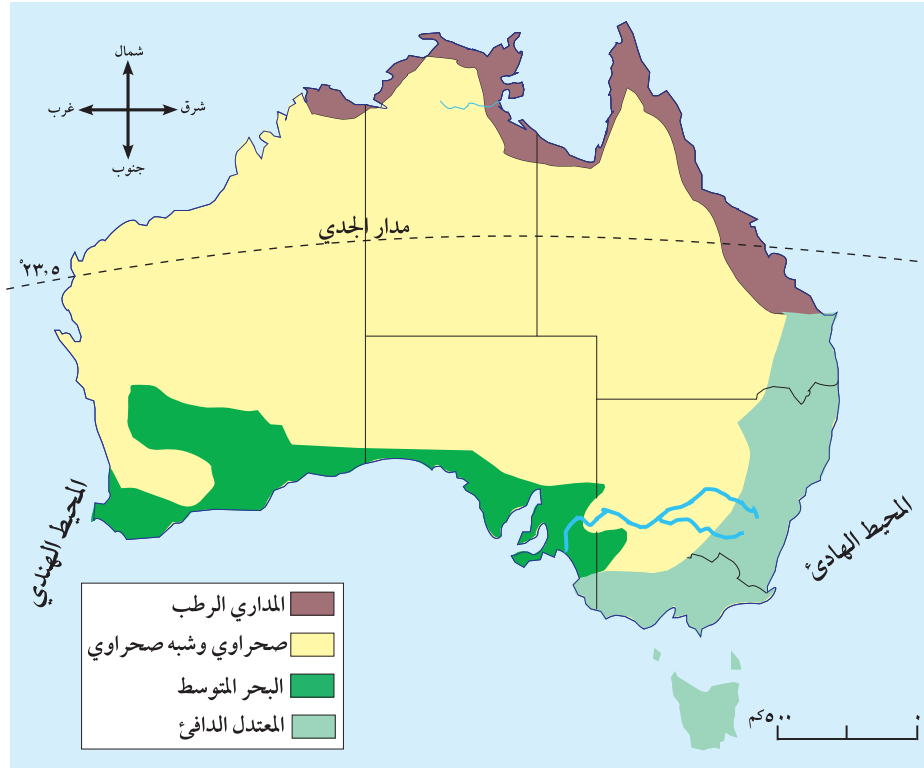 شمال
شرق
غرب
جنوب
مدار الجدي
٢٣,٥°
المحيط الهندي
المحيط الهادئ
المداري الرطب
صحراوي وشبه صحراوي
البحر المتوسط
المعتدل الدافئ
٥٠٠كم
٠